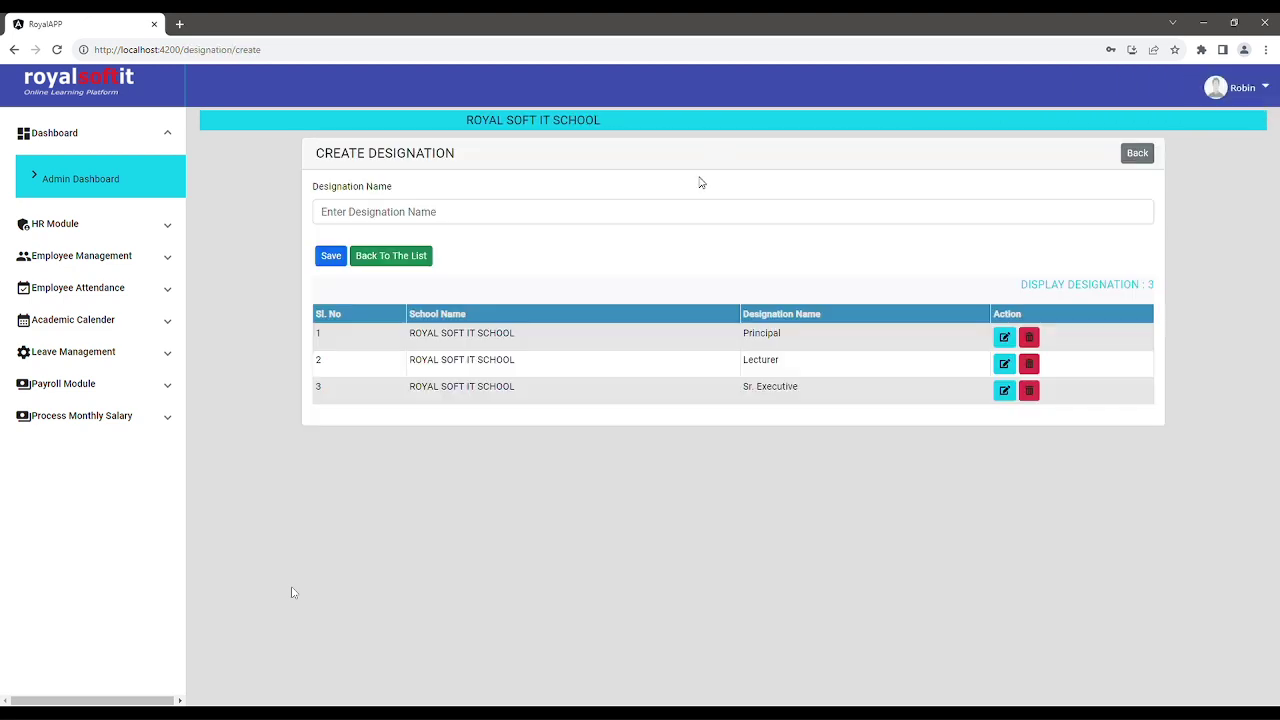 RoyalAPP
http://localhost:4200/designation/create
royalsoftit
Online Learning Platform
Robin
Dashboard
Admin Dashboard
HR Module
Employee Management
Employee Attendance
Academic Calender
Leave Management
Payroll Module
Process Monthly Salary
ROYAL SOFT IT SCHOOL
CREATE DESIGNATION Back
Designation Name
Enter Designation Name
Save Back To The List
DISPLAY DESIGNATION : 3
Sl. No School Name Designation Name Action
1 ROYAL SOFT IT SCHOOL Principal
2 ROYAL SOFT IT SCHOOL Lecturer
3 ROYAL SOFT IT SCHOOL Sr. Executive